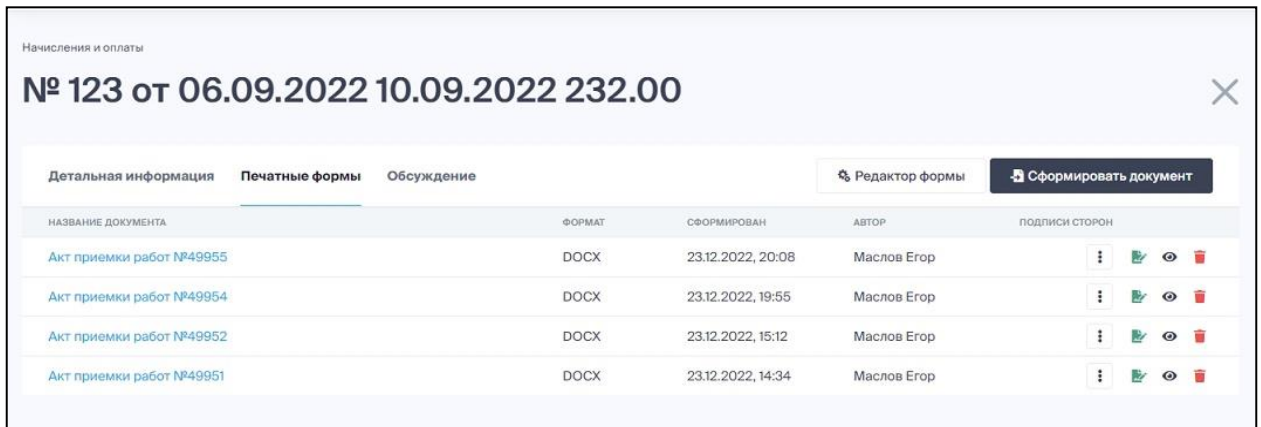 Начисления и оплаты
№ 123 от 06.09.2022 10.09.2022 232.00
Детальная информация Печатные формы Обсуждение Редактор формы Сформировать документ
НАЗВАНИЕ ДОКУМЕНТА ФОРМАТ СФОРМИРОВАН АВТОР ПОДПИСИ СТОРОН
Акт приемки работ №49955 DOCX 23.12.2022, 20:08 Маслов Егор
Акт приемки работ №49954 DOCX 23.12.2022, 19:55 Маслов Егор
Акт приемки работ №49952 DOCX 23.12.2022, 15:12 Маслов Егор
Акт приемки работ №49951 DOCX 23.12.2022, 14:34 Маслов Егор